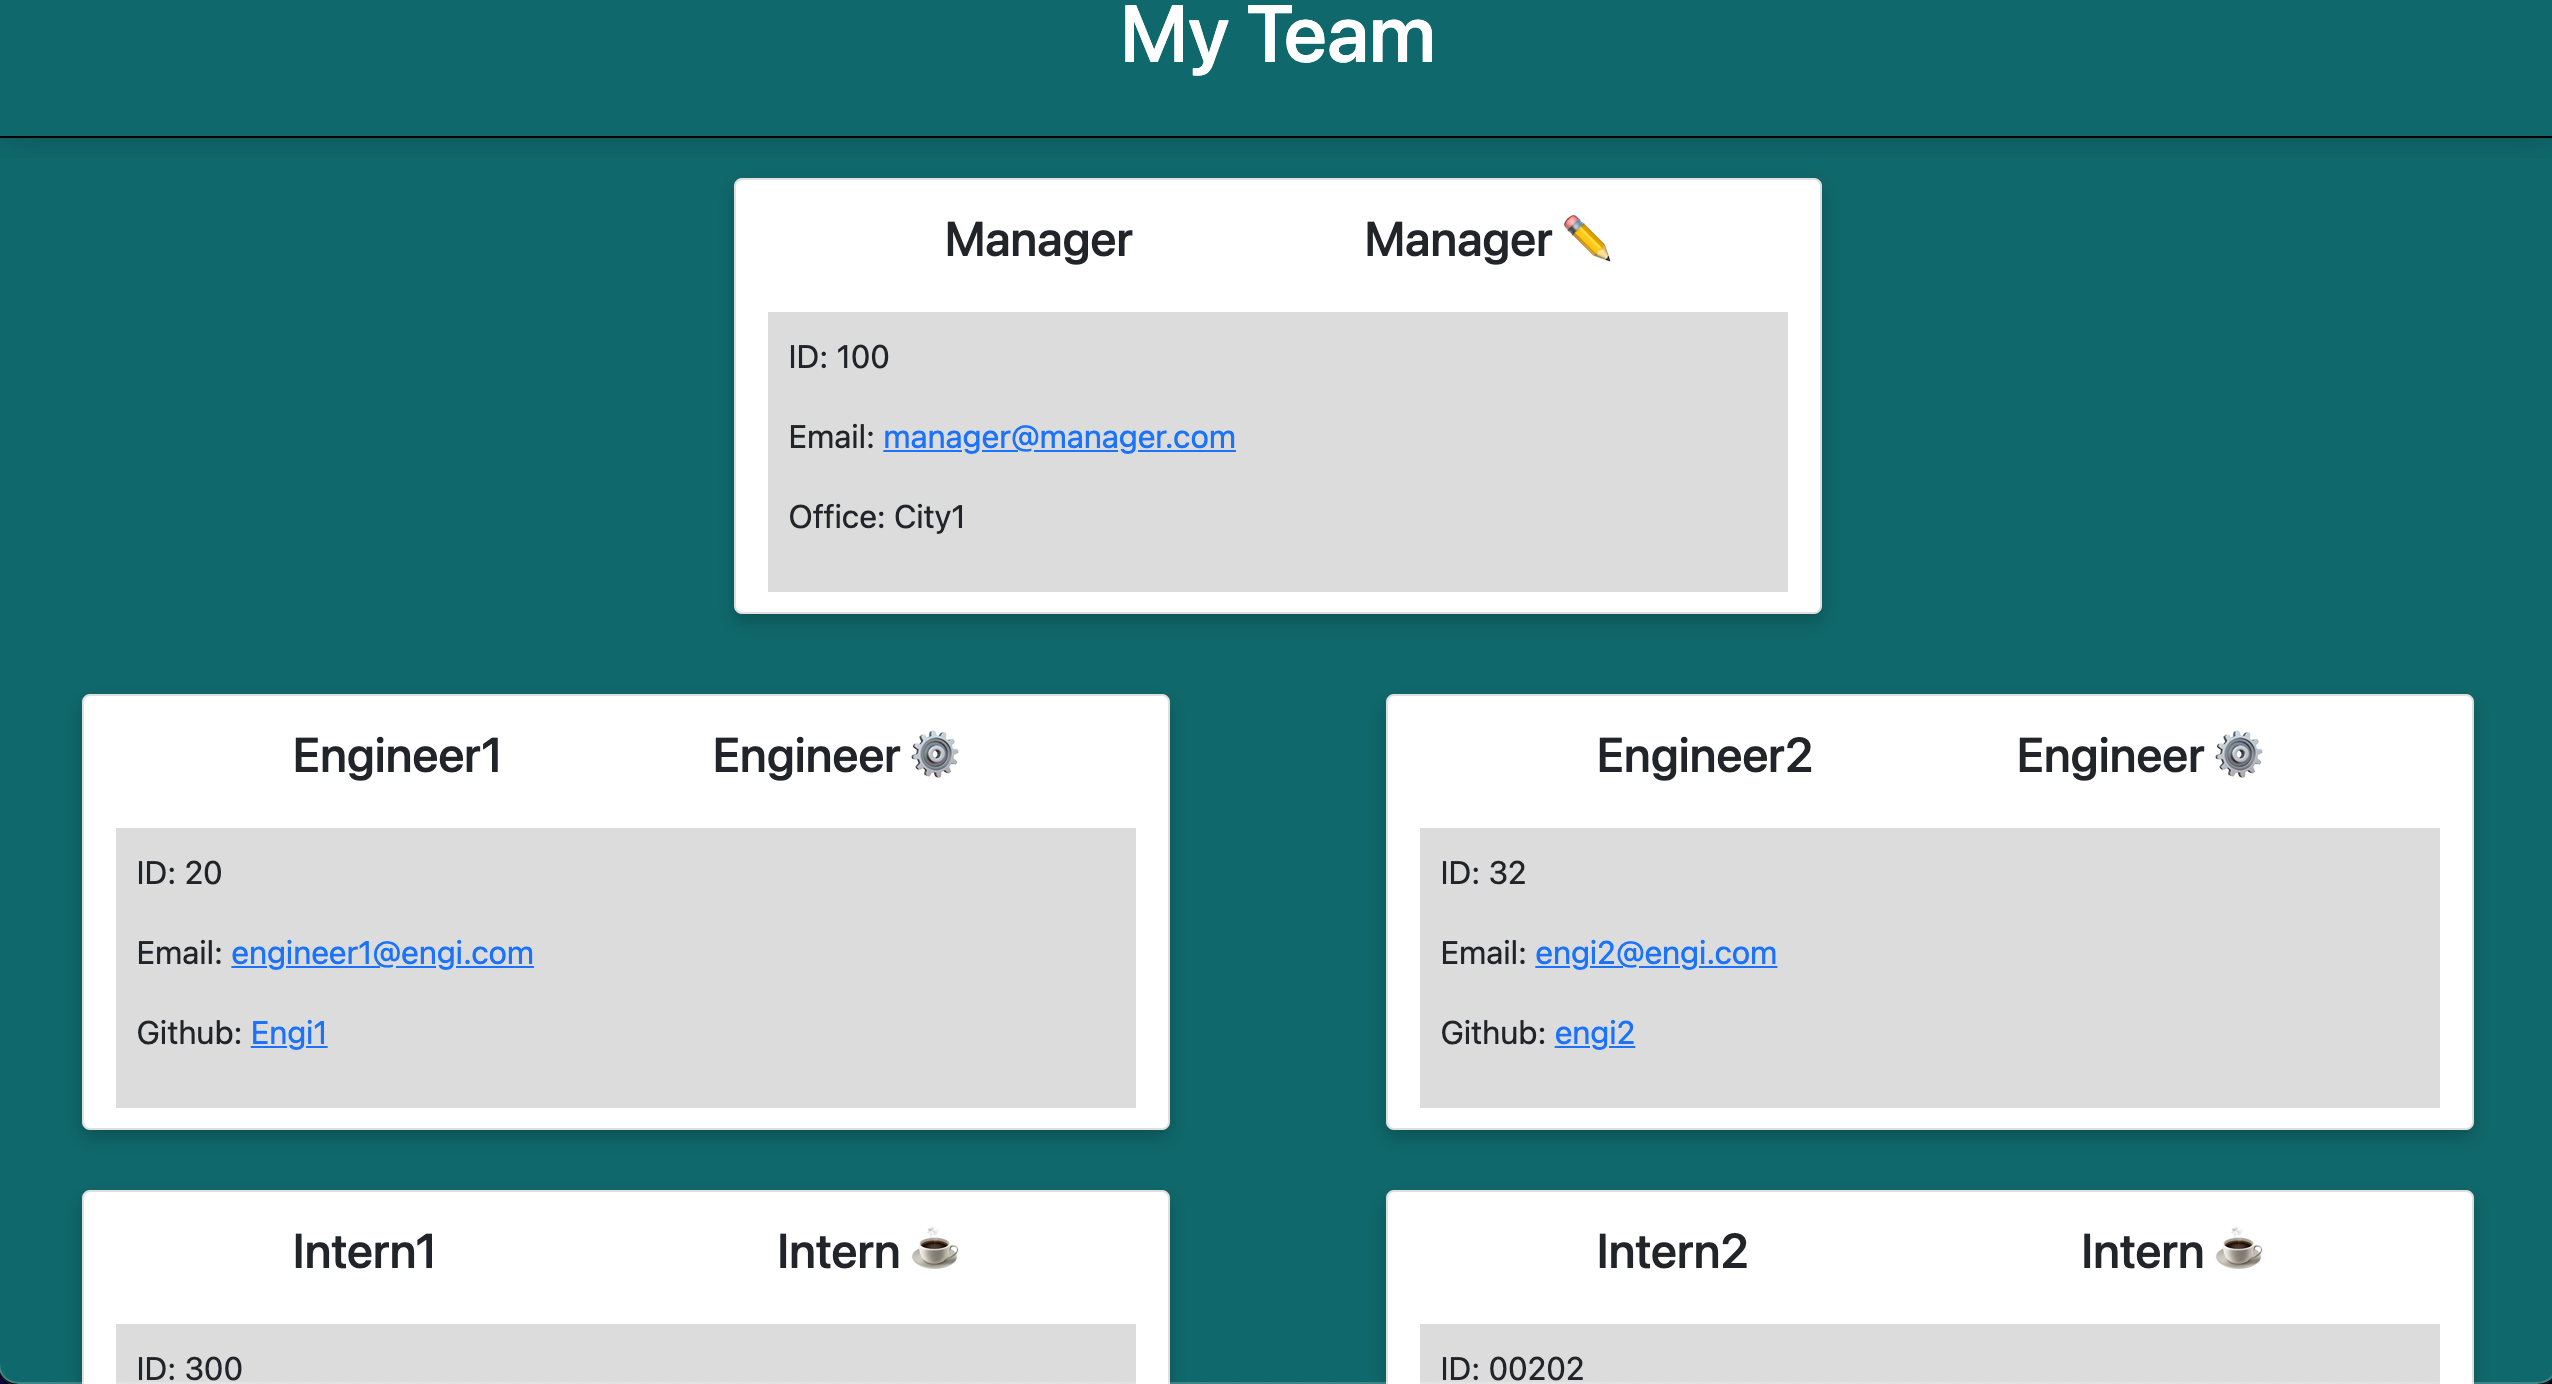 My Team
Manager Manager ✏️
ID: 100
Email: manager@manager.com
Office: City1
Engineer1 Engineer ⚙️
ID: 20
Email: engineer1@engi.com
Github: Engi1
Engineer2 Engineer ⚙️
ID: 32
Email: engi2@engi.com
Github: engi2
Intern1 Intern ☕
ID: 300
Intern2 Intern ☕
ID: 00202